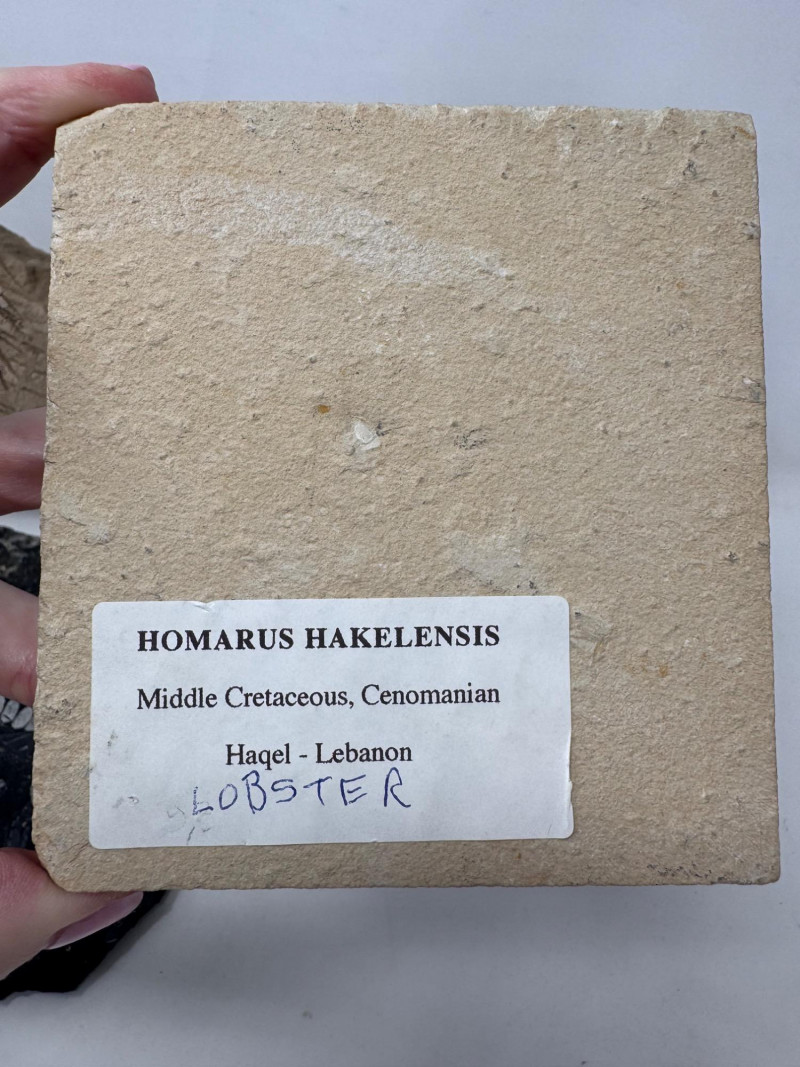 HOMARUS HAKELENSIS
Middle Cretaceous, Cenomanian
Haqel - Lebanon
LOBSTER